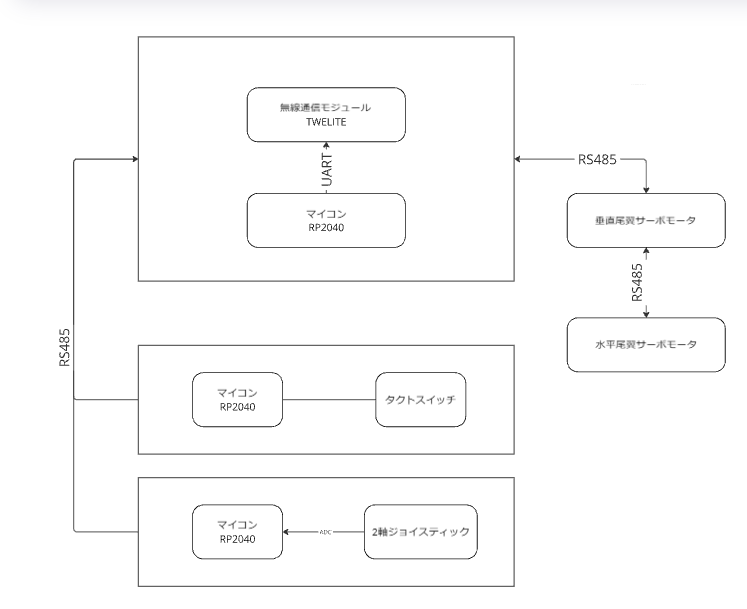 無線通信モジュール
TWELITE
UART
マイコン
RP2040
RS485
垂直尾翼サーボモータ
RS485
水平尾翼サーボモータ
RS485
マイコン
RP2040
タクトスイッチ
マイコン
RP2040
ADC
2軸ジョイスティック